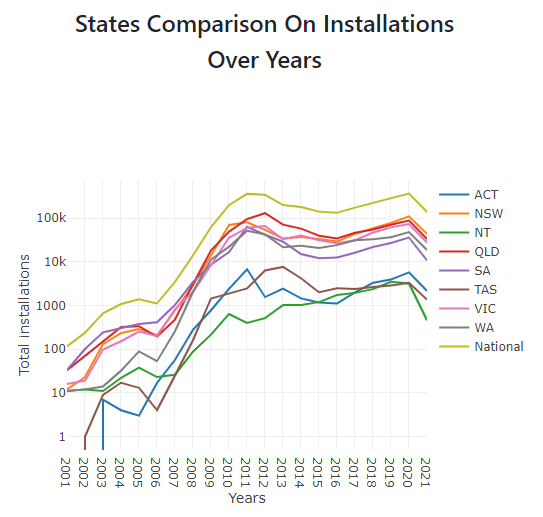 States Comparison On Installations
Over Years
100k
10k
1000
100
10
1
Total installations
2001
2002
2003
2004
2005
2006
2007
2008
2009
2010
2011
2012
2013
2014
2015
2016
2017
2018
2019
2020
2021
Years
ACT
NSW
NT
QLD
SA
TAS
VIC
WA
National